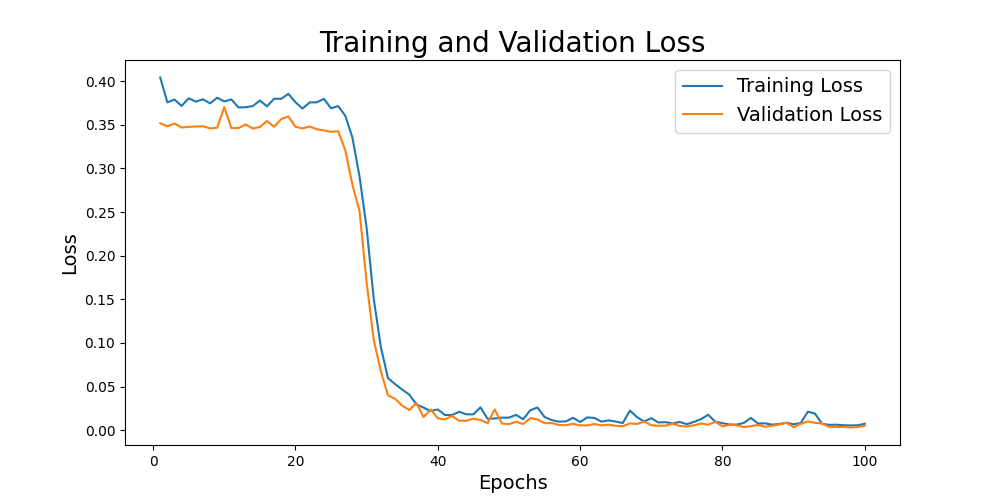 Training and Validation Loss
Training Loss
Validation Loss
0.40
0.35
0.30
0.25
0.20
0.15
0.10
0.05
0.00
Loss
0 20 40 60 80 100
Epochs